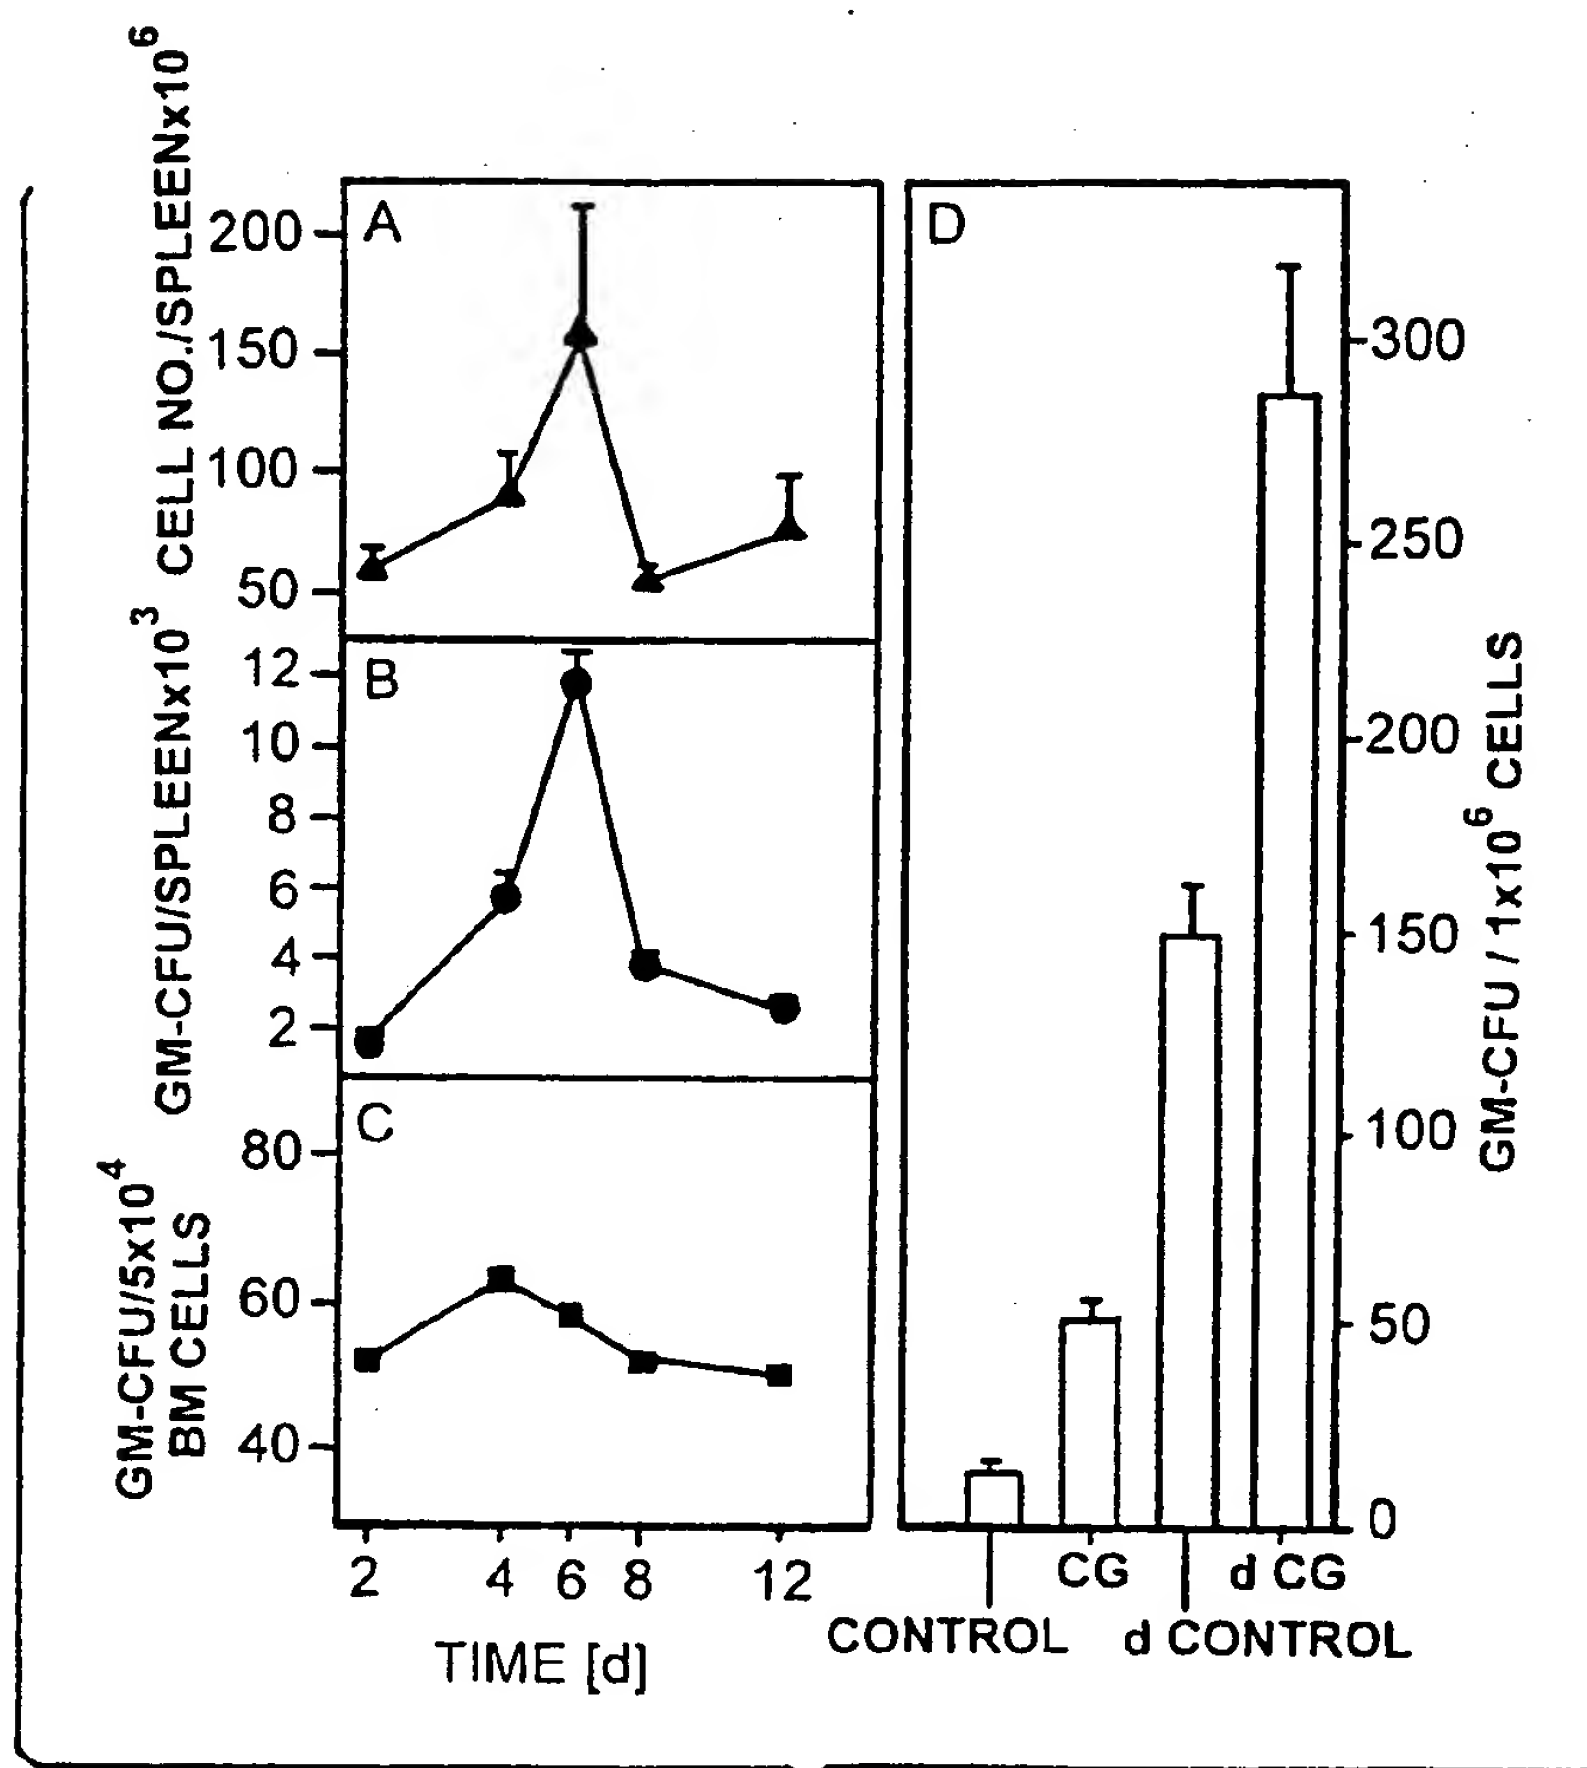 CELL NO./SPLEENx10^6
200
150
100
50
A
GM-CFU/SPLEENx10^3
12
10
8
6
4
2
B
GM-CFU/5x10^4
BM CELLS
80
60
40
C
2 4 6 8 12
TIME [d]
D
300
250
200
150
100
50
0
GM-CFU / 1x10^6 CELLS
CG d CG
CONTROL d CONTROL